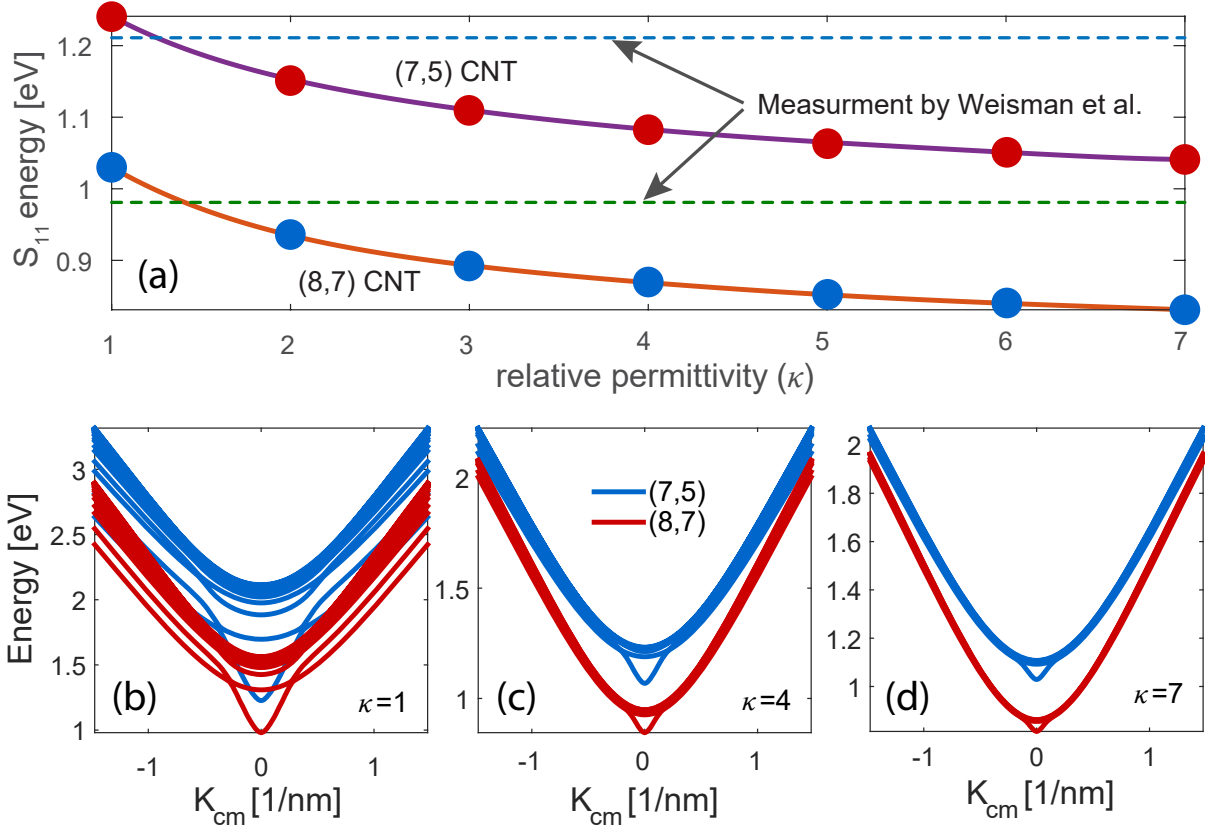 S11 energy [eV]
1.2
1.1
1
0.9
(7,5) CNT
Measurment by Weisman et al.
(a)
(8,7) CNT
1 2 3 4 5 6 7
relative permittivity (κ)
Energy [eV]
3
2.5
2
1.5
1
(b)
κ=1
-1 0 1
Kcm [1/nm]
2
1.5
1
(7,5)
(8,7)
(c)
κ=4
-1 0 1
Kcm [1/nm]
2
1.8
1.6
1.4
1.2
1
(d)
κ=7
-1 0 1
Kcm [1/nm]